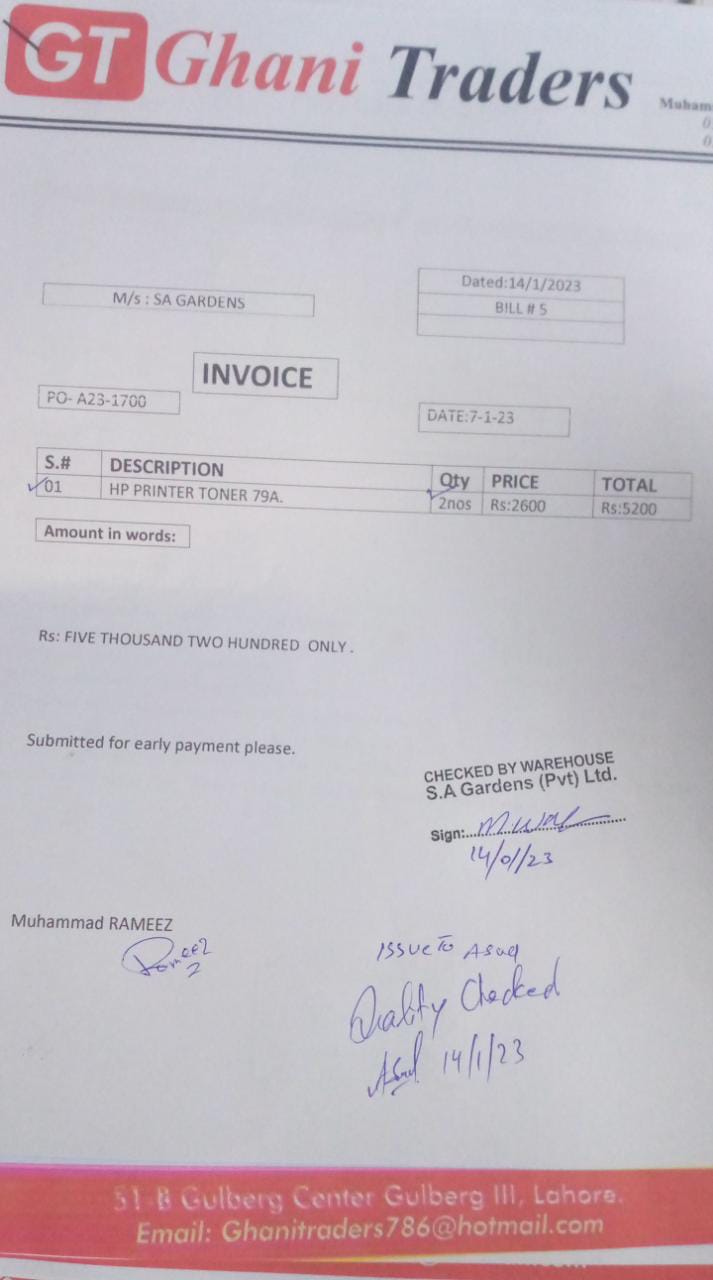 GT Ghani Traders
Muham
M/s : SA GARDENS
Dated:14/1/2023
BILL # 5
INVOICE
PO- A23-1700
DATE:7-1-23
S.# DESCRIPTION Qty PRICE TOTAL
01 HP PRINTER TONER 79A. 2nos Rs:2600 Rs:5200
Amount in words:
Rs: FIVE THOUSAND TWO HUNDRED ONLY.
Submitted for early payment please.
CHECKED BY WAREHOUSE
S.A Gardens (Pvt) Ltd.
Sign:
14/01/23
Muhammad RAMEEZ
Rameez
ISSUE To Asad
Quality Checked
Asad 14/1/23
51-B Gulberg Center Gulberg III, Lahore.
Email: Ghanitraders786@hotmail.com